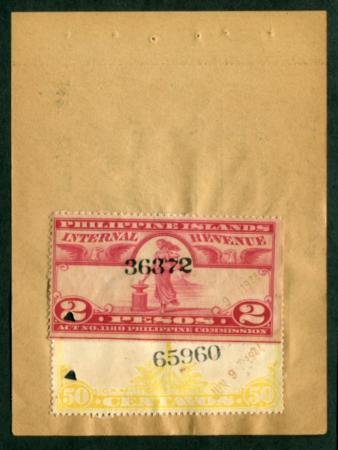 PHILIPPINE ISLANDS
INTERNAL REVENUE
36372
2 PESOS 2
ACT NO. 1189 PHILIPPINE COMMISSION
65960
50 CENTAVOS 50